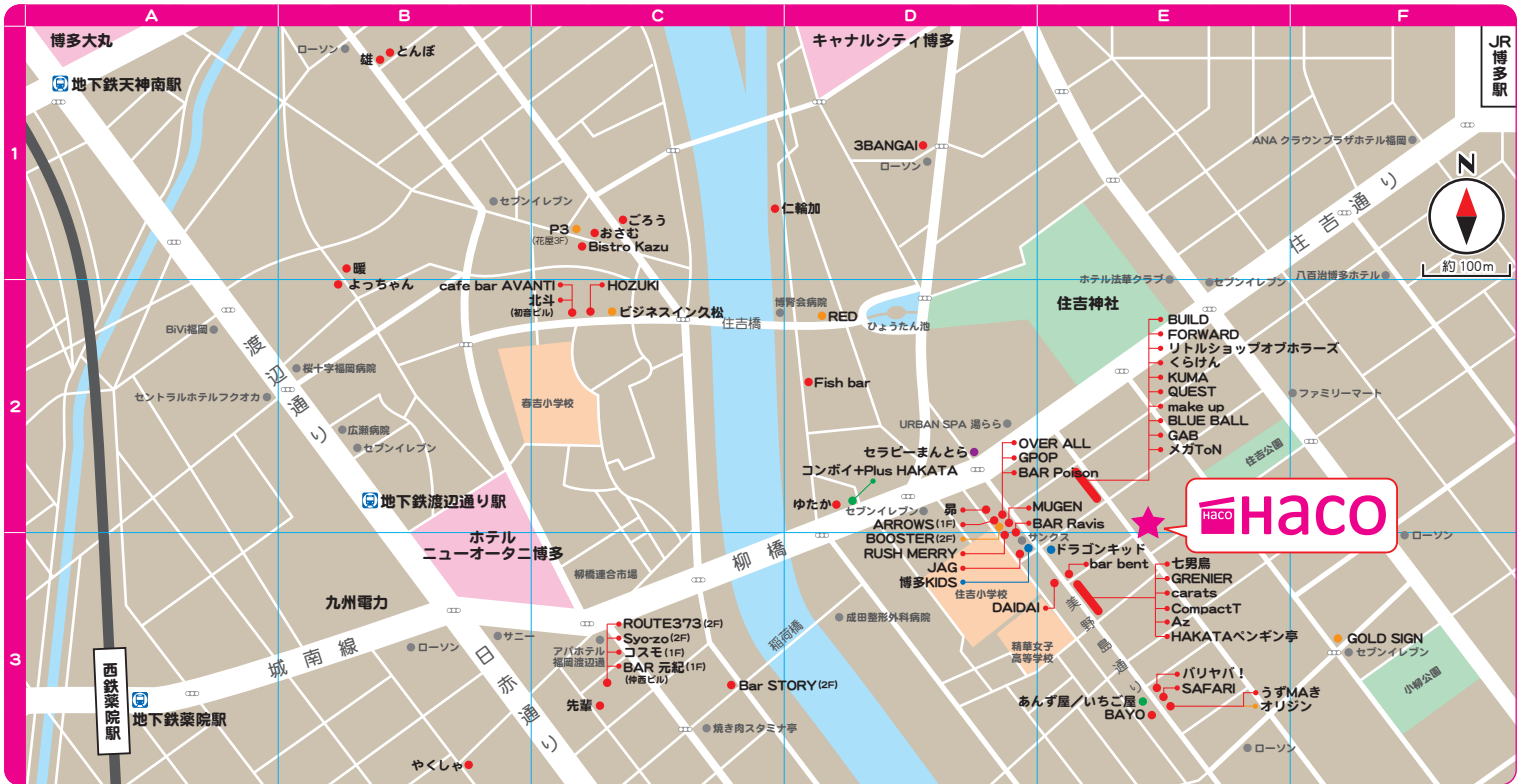 A
B
C
D
E
F
1
2
3
博多大丸
地下鉄天神南駅
ローソン
とんぼ
雄
キャナルシティ博多
JR博多駅
3BANGAI
ローソン
ANA クラウンプラザホテル福岡
N
約100m
住吉通り
セブンイレブン
ごろう
P3
(花屋3F)
おさむ
Bistro Kazu
仁輪加
暖
よっちゃん
cafe bar AVANTI
北斗
(初音ビル)
HOZUKI
ビジネスイン久松
住吉橋
博腎会病院
RED
ひょうたん池
ホテル法華クラブ
セブンイレブン
八百治博多ホテル
住吉神社
BUILD
FORWARD
リトルショップオブホラーズ
くらけん
KUMA
QUEST
make up
BLUE BALL
GAB
メガToN
BiVi福岡
渡辺通り
桜十字福岡病院
セントラルホテルフクオカ
春吉小学校
Fish bar
ファミリーマート
広瀬病院
セブンイレブン
URBAN SPA 湯らら
住吉公園
セラピーまんとら
コンボイ+Plus HAKATA
OVER ALL
GPOP
BAR Poison
地下鉄渡辺通り駅
ゆたか
セブンイレブン
昴
ARROWS(1F)
BOOSTER(2F)
RUSH MERRY
JAG
博多KIDS
MUGEN
BAR Ravis
サンクス
HACO
Haco
ローソン
ホテル
ニューオータニ博多
柳橋
ドラゴンキッド
bar bent
七男鳥
GRENIER
carats
CompactT
Az
HAKATAペンギン亭
柳橋連合市場
住吉小学校
DAIDAI
美野島通り
九州電力
成田整形外科病院
稲荷橋
精華女子
高等学校
ROUTE373(2F)
Syo-zo(2F)
コスモ(1F)
BAR 元紀(1F)
(仲西ビル)
アパホテル
福岡渡辺通
サニー
ローソン
日赤通り
城南線
GOLD SIGN
セブンイレブン
小柳公園
西鉄薬院駅
地下鉄薬院駅
先輩
Bar STORY(2F)
焼き肉スタミナ亭
バリヤバ！
SAFARI
うずMAき
オリジン
あんず屋／いちご屋
BAYO
ローソン
やくしゃ